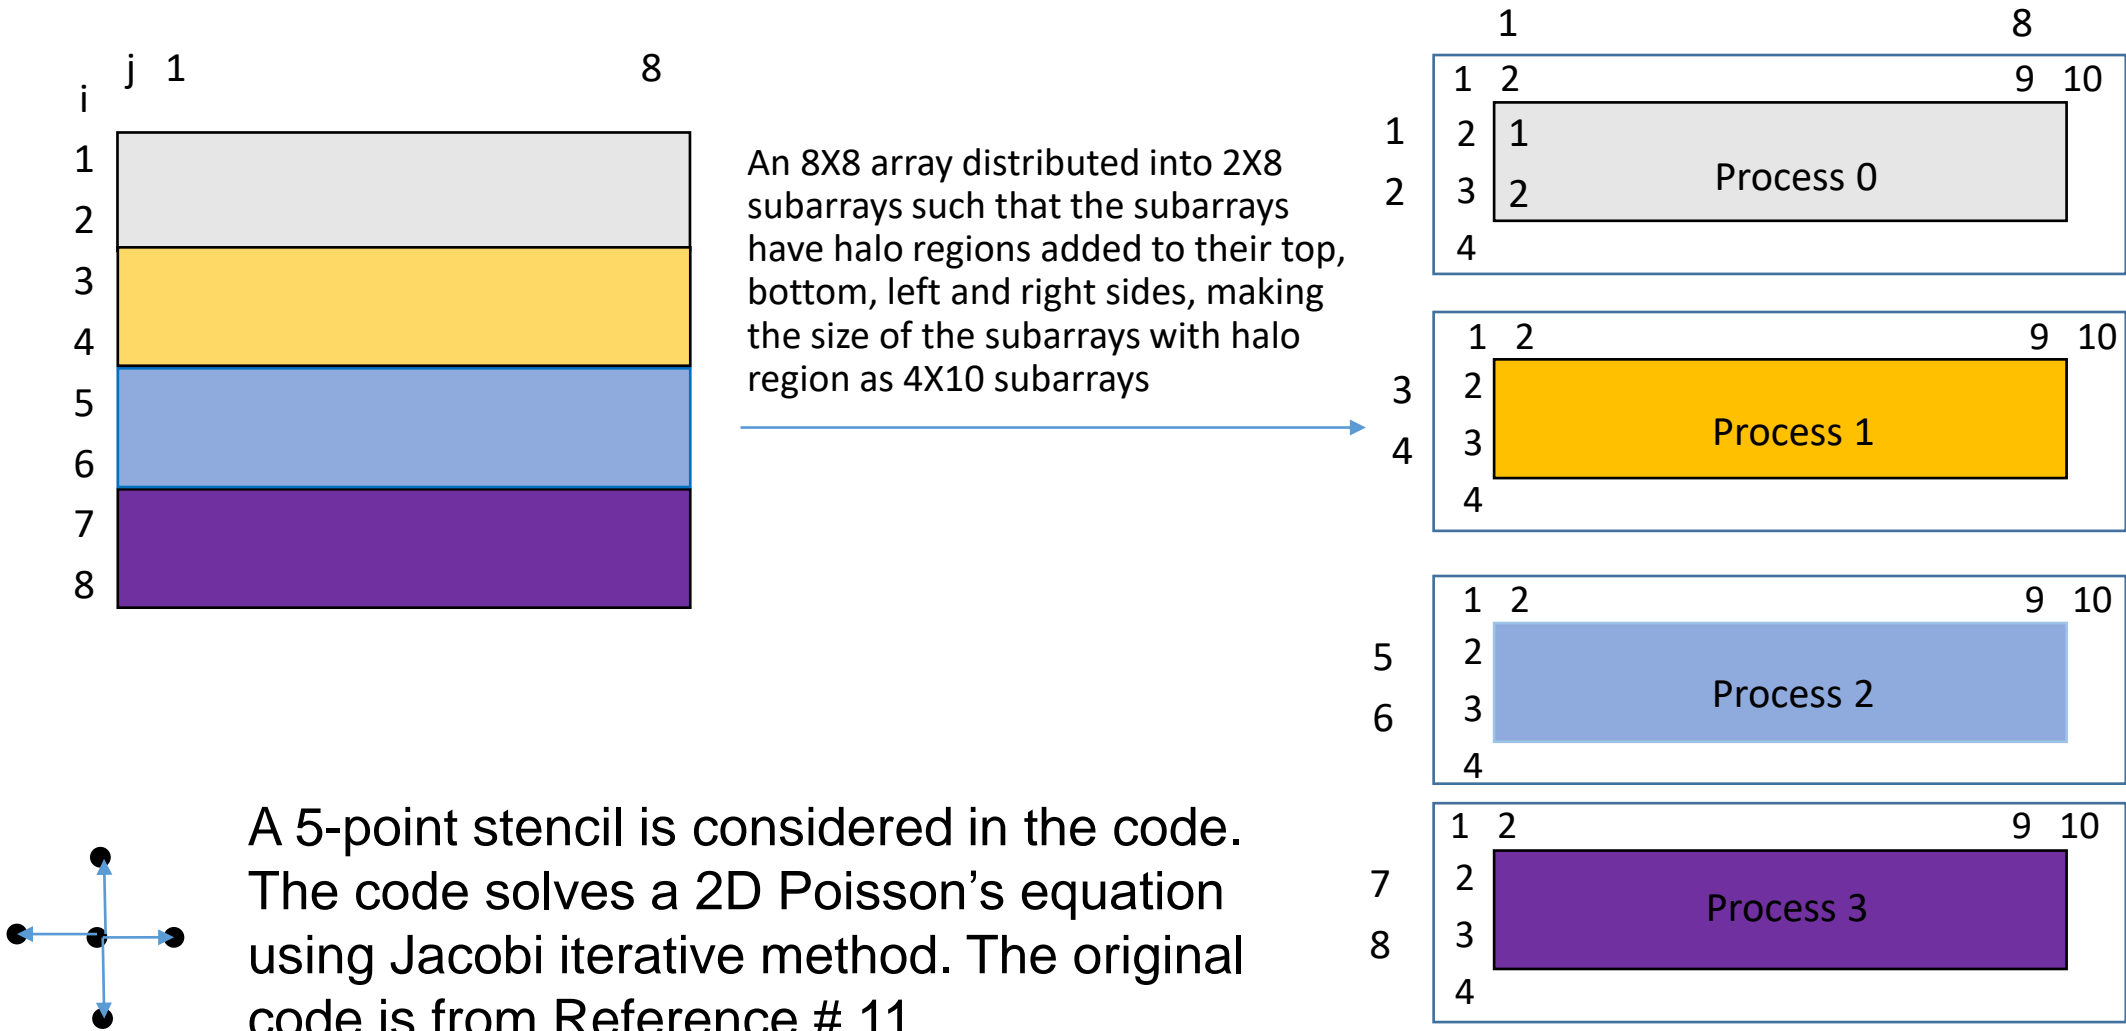 j 1 8
i
1
2
3
4
5
6
7
8
An 8X8 array distributed into 2X8
subarrays such that the subarrays
have halo regions added to their top,
bottom, left and right sides, making
the size of the subarrays with halo
region as 4X10 subarrays
1 8
1 2 9 10
1 2 1
Process 0
2 3 2
4
1 2 9 10
3 2
Process 1
4 3
4
1 2 9 10
5 2
Process 2
6 3
4
1 2 9 10
7 2
Process 3
8 3
4
A 5-point stencil is considered in the code.
The code solves a 2D Poisson’s equation
using Jacobi iterative method. The original
code is from Reference # 11